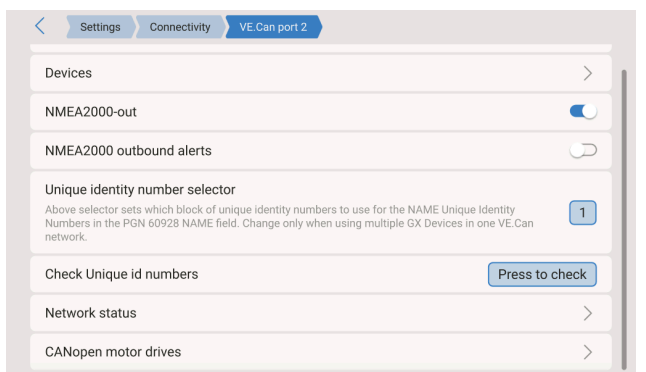 Settings Connectivity VE.Can port 2
Devices
NMEA2000-out
NMEA2000 outbound alerts
Unique identity number selector
Above selector sets which block of unique identity numbers to use for the NAME Unique Identity
Numbers in the PGN 60928 NAME field. Change only when using multiple GX Devices in one VE.Can
network.
1
Check Unique id numbers Press to check
Network status
CANopen motor drives